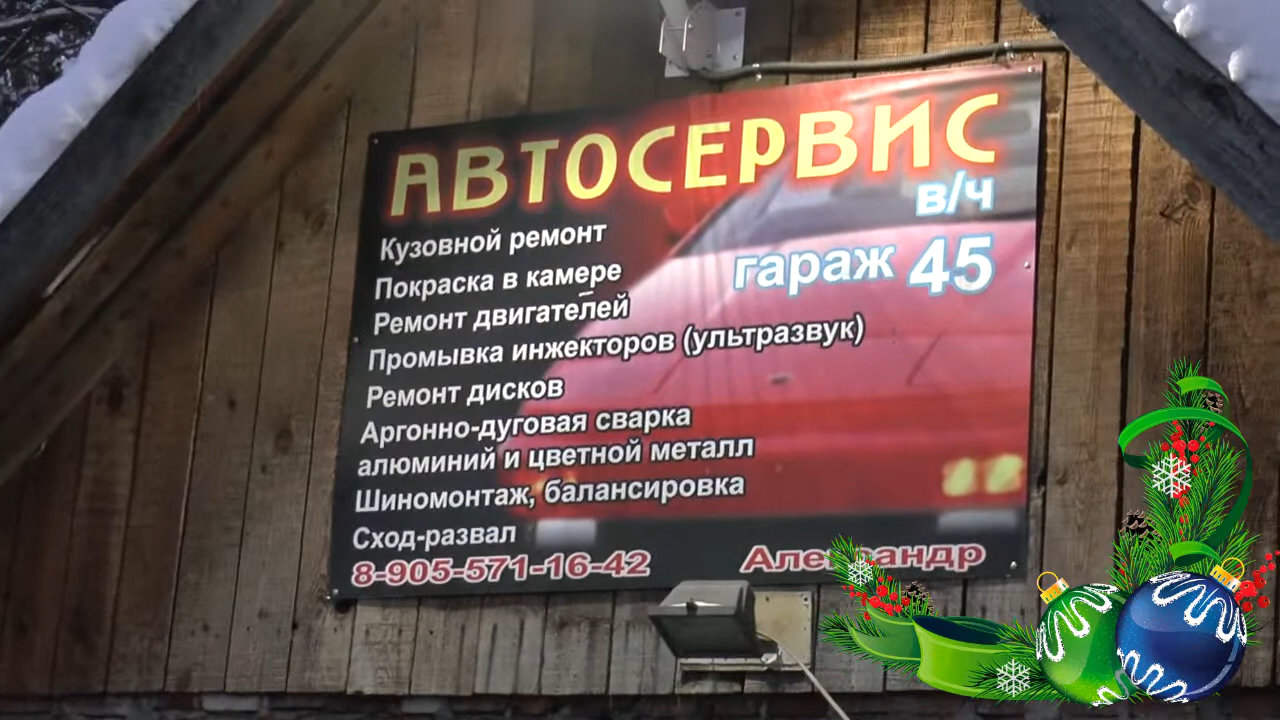 АВТОСЕРВИС
в/ч
гараж 45
Кузовной ремонт
Покраска в камере
Ремонт двигателей
Промывка инжекторов (ультразвук)
Ремонт дисков
Аргонно-дуговая сварка
алюминий и цветной металл
Шиномонтаж, балансировка
Сход-развал
8-905-571-16-42 Александр